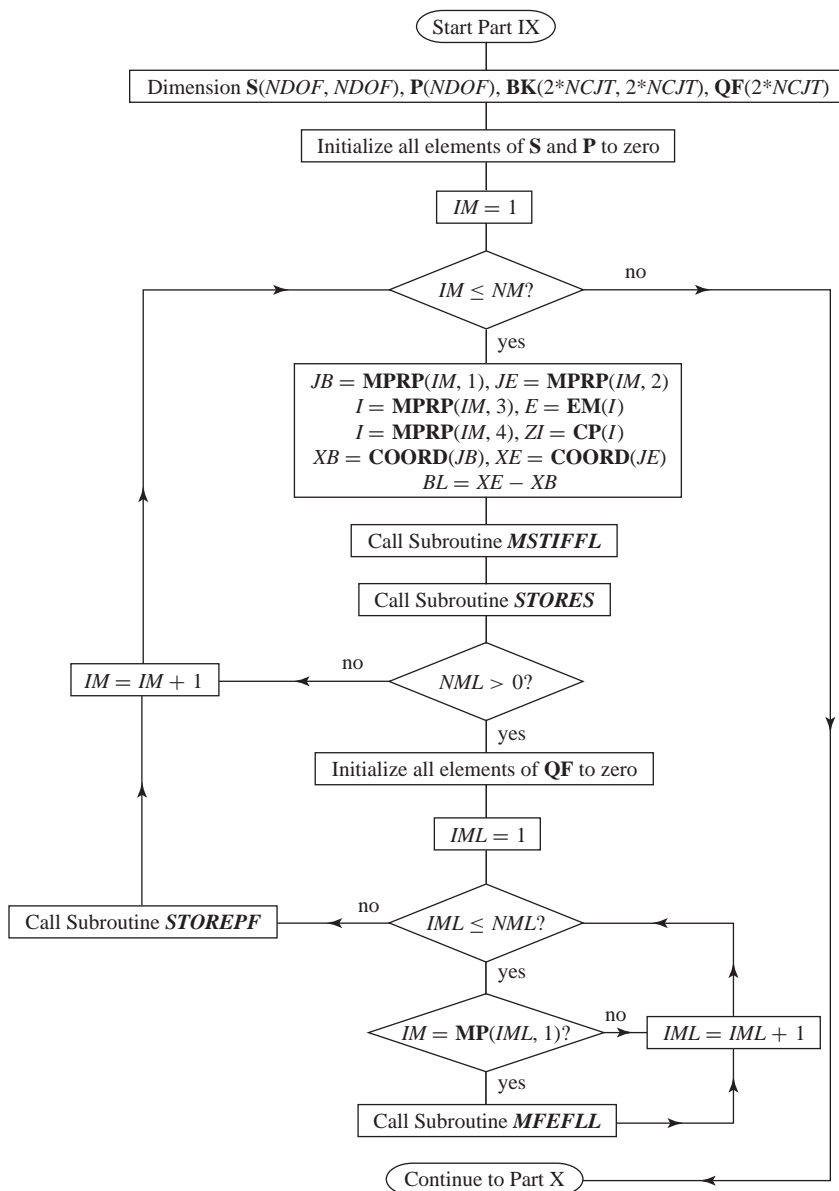 Start Part IX
Dimension S(NDOF, NDOF), P(NDOF), BK(2*NCJT, 2*NCJT), QF(2*NCJT)
Initialize all elements of S and P to zero
IM = 1
IM ≤ NM?
no
yes
JB = MPRP(IM, 1), JE = MPRP(IM, 2)
I = MPRP(IM, 3), E = EM(I)
I = MPRP(IM, 4), ZI = CP(I)
XB = COORD(JB), XE = COORD(JE)
BL = XE − XB
Call Subroutine MSTIFFL
Call Subroutine STORES
NML > 0?
no
IM = IM + 1
yes
Initialize all elements of QF to zero
IML = 1
IML ≤ NML?
no
Call Subroutine STOREPF
yes
IM = MP(IML, 1)?
no
IML = IML + 1
yes
Call Subroutine MFEFLL
Continue to Part X